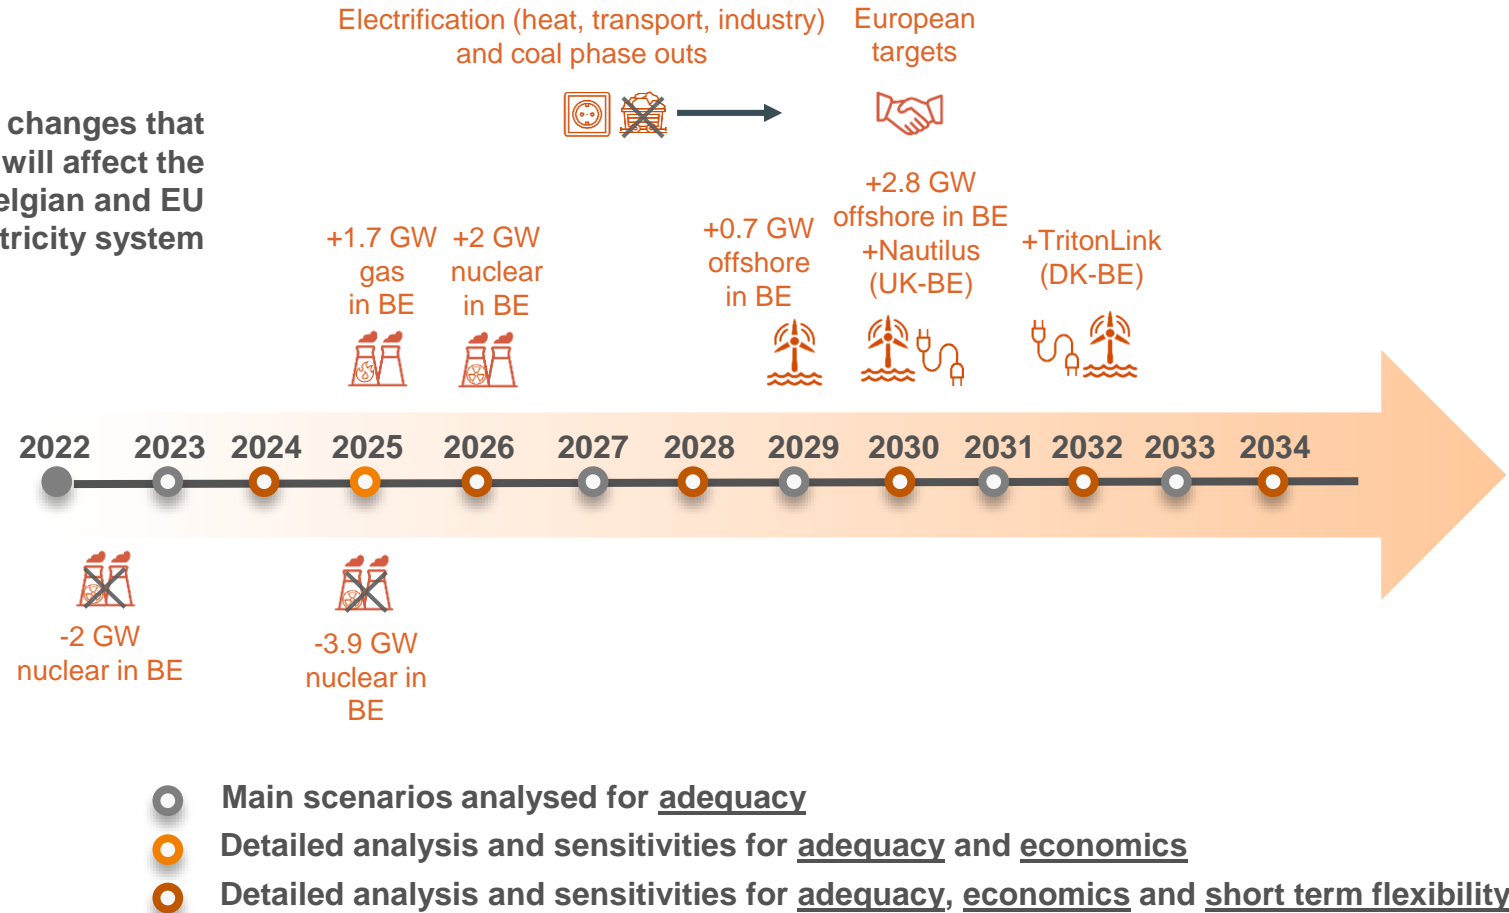 Electrification (heat, transport, industry)
and coal phase outs
European
targets
changes that
will affect the
elgian and EU
tricity system
+1.7 GW
gas
in BE
+2 GW
nuclear
in BE
+0.7 GW
offshore
in BE
+2.8 GW
offshore in BE
+Nautilus
(UK-BE)
+TritonLink
(DK-BE)
2022 2023 2024 2025 2026 2027 2028 2029 2030 2031 2032 2033 2034
-2 GW
nuclear in BE
-3.9 GW
nuclear in
BE
Main scenarios analysed for adequacy
Detailed analysis and sensitivities for adequacy and economics
Detailed analysis and sensitivities for adequacy, economics and short term flexibility